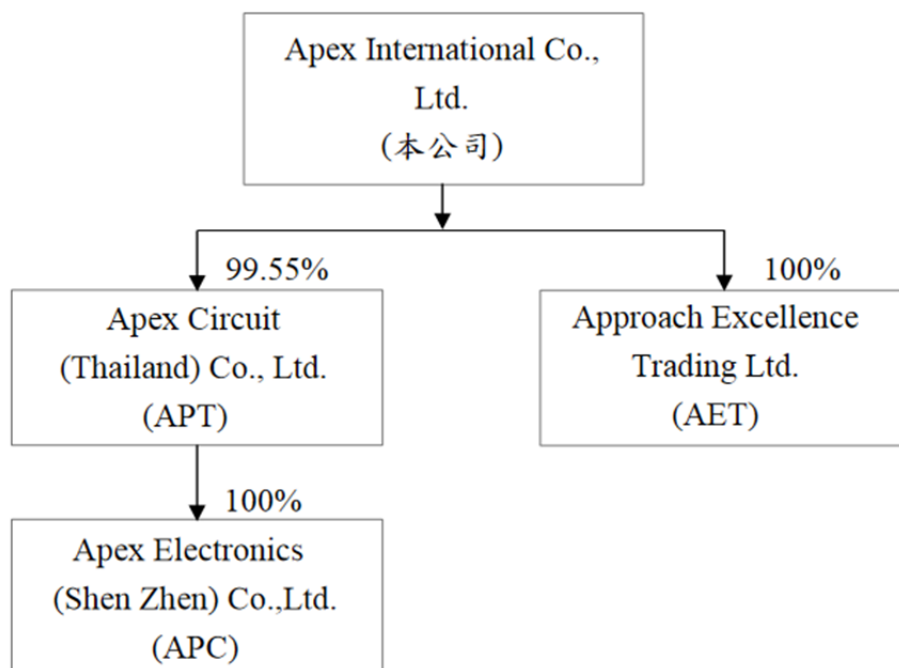 Apex International Co.,
Ltd.
(本公司)
99.55%
100%
Apex Circuit
(Thailand) Co., Ltd.
(APT)
Approach Excellence
Trading Ltd.
(AET)
100%
Apex Electronics
(Shen Zhen) Co.,Ltd.
(APC)